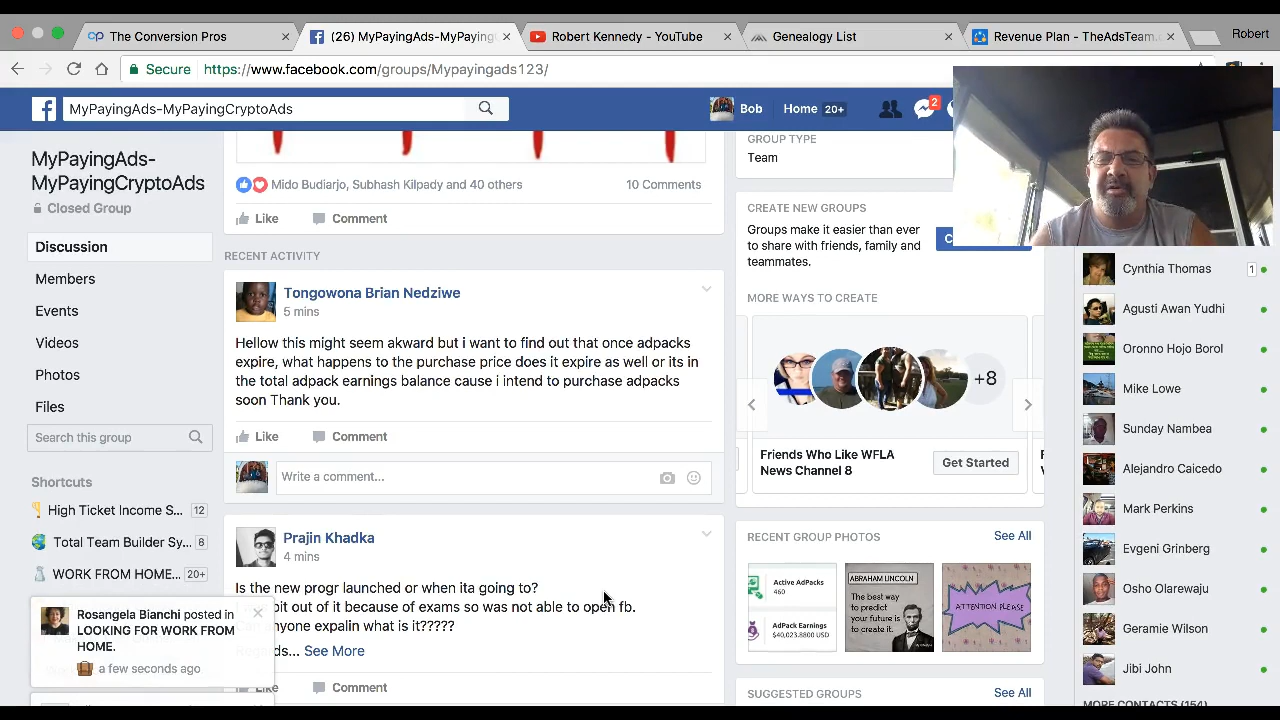 The Conversion Pros
(26) MyPayingAds-MyPaying
Robert Kennedy - YouTube
Genealogy List
Revenue Plan - TheAdsTeam.
Robert
Secure
https://www.facebook.com/groups/Mypayingads123/
MyPayingAds-MyPayingCryptoAds
Bob
Home 20+
2
MyPayingAds-
MyPayingCryptoAds
Closed Group
Discussion
Members
Events
Videos
Photos
Files
Search this group
Shortcuts
High Ticket Income S... 12
Total Team Builder Sy... 8
WORK FROM HOME... 20+
Rosangela Bianchi posted in
LOOKING FOR WORK FROM
HOME.
a few seconds ago
Mido Budiarjo, Subhash Kilpady and 40 others
10 Comments
Like Comment
RECENT ACTIVITY
Tongowona Brian Nedziwe
5 mins
Hellow this might seem akward but i want to find out that once adpacks
expire, what happens to the purchase price does it expire as well or its in
the total adpack earnings balance cause i intend to purchase adpacks
soon Thank you.
Like Comment
Write a comment...
Prajin Khadka
4 mins
Is the new progr launched or when ita going to?
bit out of it because of exams so was not able to open fb.
anyone expalin what is it?????
See More
Like Comment
GROUP TYPE
Team
CREATE NEW GROUPS
Groups make it easier than ever
to share with friends, family and
teammates.
C
MORE WAYS TO CREATE
+8
Friends Who Like WFLA
News Channel 8
Get Started
RECENT GROUP PHOTOS
See All
Active AdPacks
460
AdPack Earnings
$40,023.8800 USD
ABRAHAM LINCOLN
The best way
to predict
your future is
to create it.
ATTENTION PLEASE
SUGGESTED GROUPS
See All
Cynthia Thomas 1
Agusti Awan Yudhi
Oronno Hap Borol
Mike Lowe
Sunday Nambea
Alejandro Caicedo
Mark Perkins
Evgeni Grinberg
Osho Olarewaju
Geramie Wilson
Jibi John
MORE CONTACTS (154)